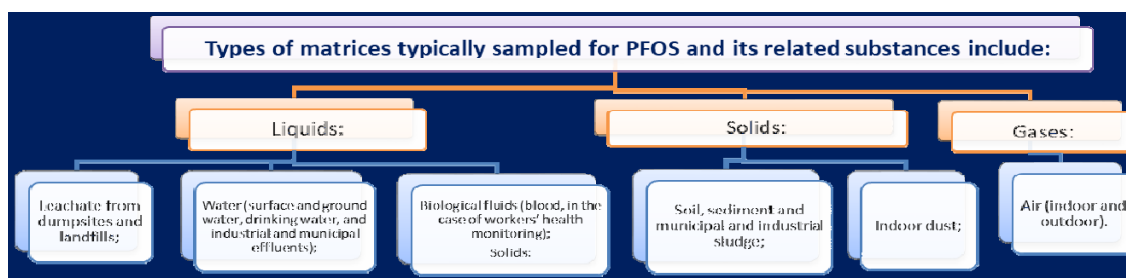 Types of matrices typically sampled for PFOS and its related substances include:
Liquids:
Solids:
Gases:
Leachate from
dumpsites and
landfills;
Water (surface and ground
water, drinking water, and
industrial and municipal
effluents);
Biological fluids (blood, in the
case of workers' health
monitoring);
Solids:
Soil, sediment and
municipal and industrial
sludge;
Indoor dust;
Air (indoor and
outdoor).